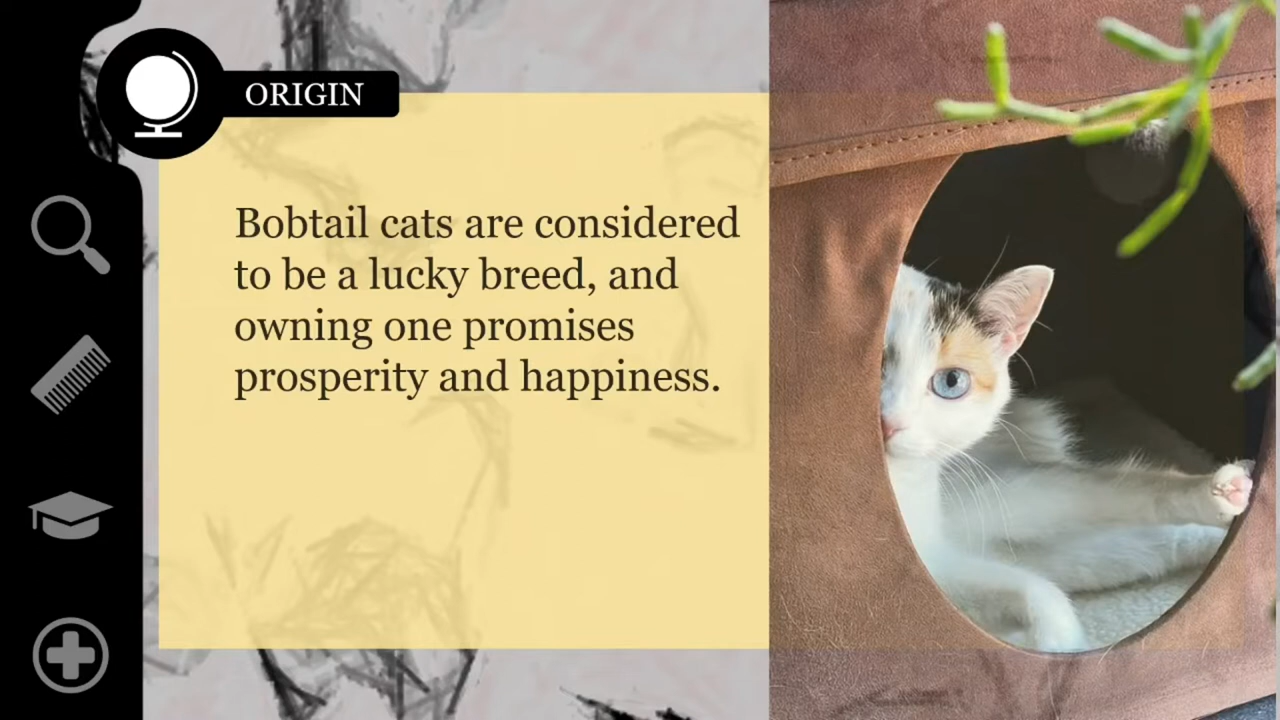 ORIGIN
Bobtail cats are considered
to be a lucky breed, and
owning one promises
prosperity and happiness.